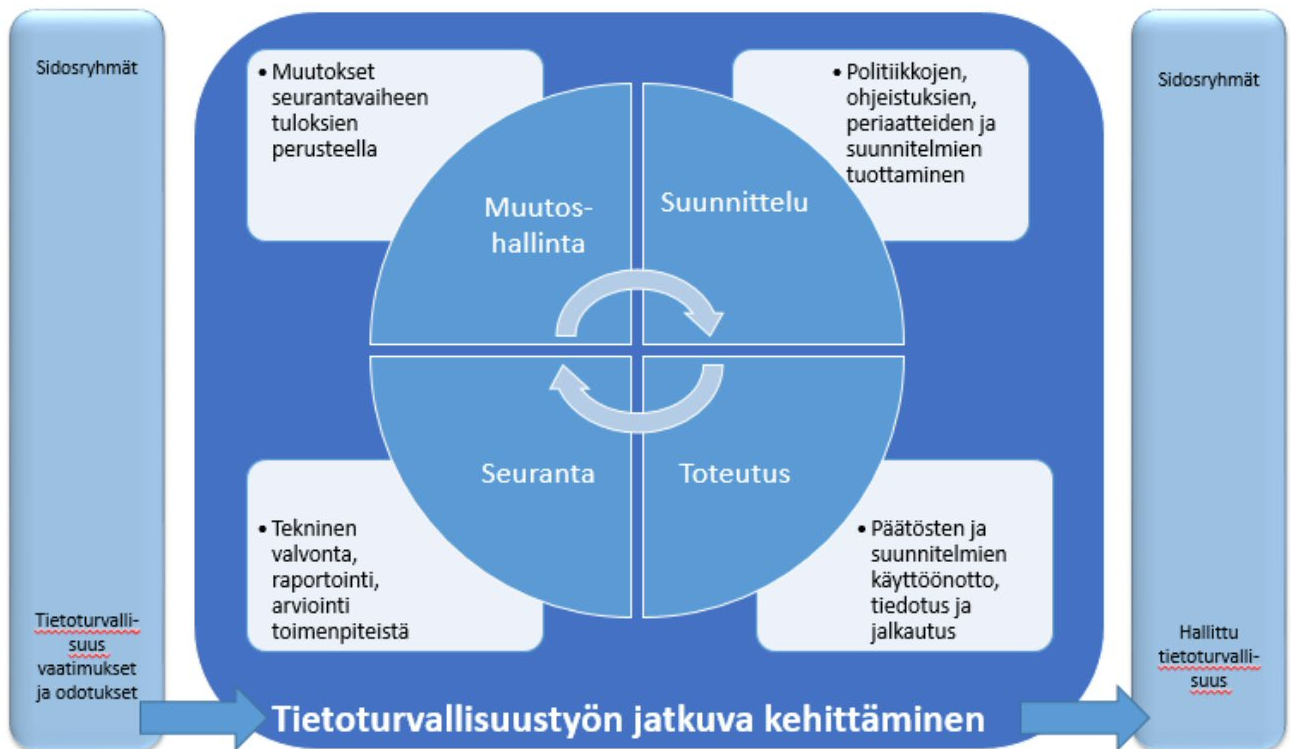 Sidosryhmät
Tietoturvalli-
suus
vaatimukset
ja odotukset
• Muutokset
seurantavaiheen
tuloksien
perusteella
• Politiikkojen,
ohjeistuksien,
periaatteiden ja
suunnitelmien
tuottaminen
Muutos-
hallinta
Suunnittelu
Seuranta
Toteutus
• Tekninen
valvonta,
raportointi,
arviointi
toimenpiteistä
• Päätösten ja
suunnitelmien
käyttöönotto,
tiedotus ja
jalkautus
Tietoturvallisuustyön jatkuva kehittäminen
Sidosryhmät
Hallittu
tietoturvalli-
suus